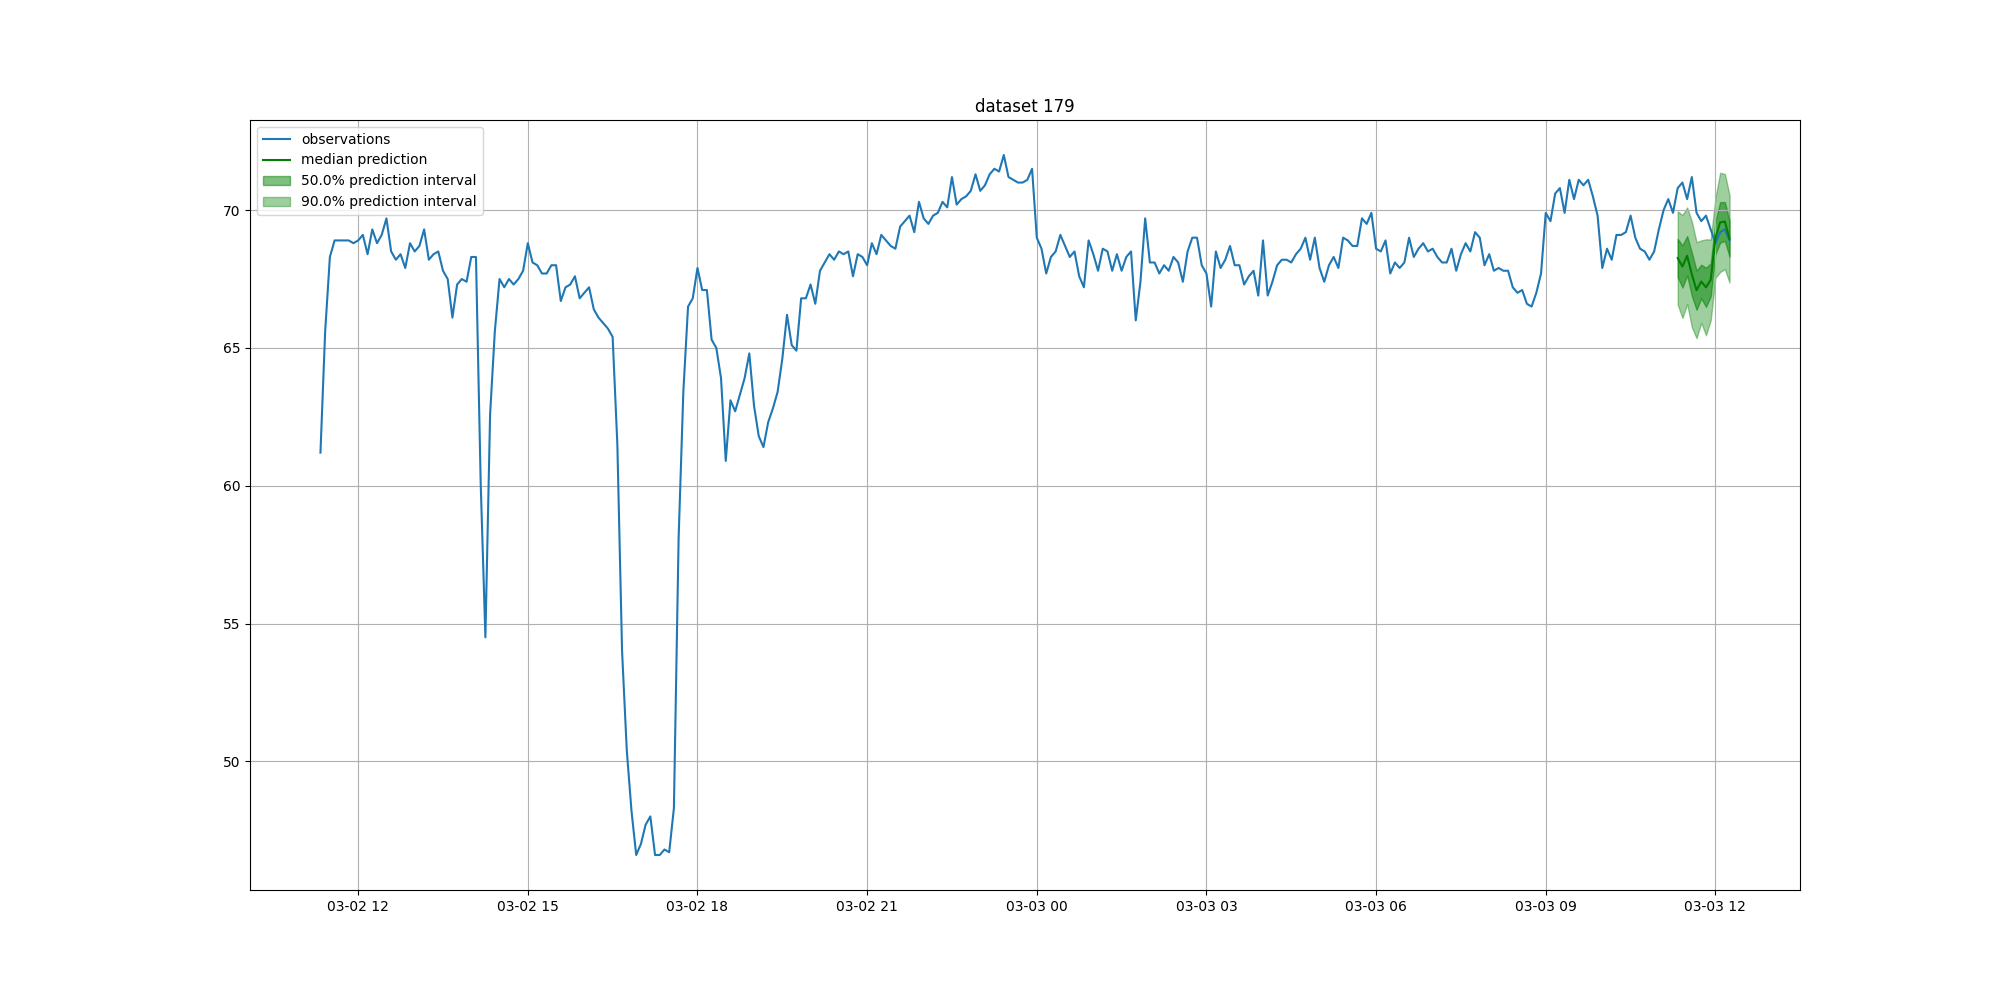 dataset 179
observations
median prediction
50.0% prediction interval
90.0% prediction interval
70
65
60
55
50
03-02 12 03-02 15 03-02 18 03-02 21 03-03 00 03-03 03 03-03 06 03-03 09 03-03 12